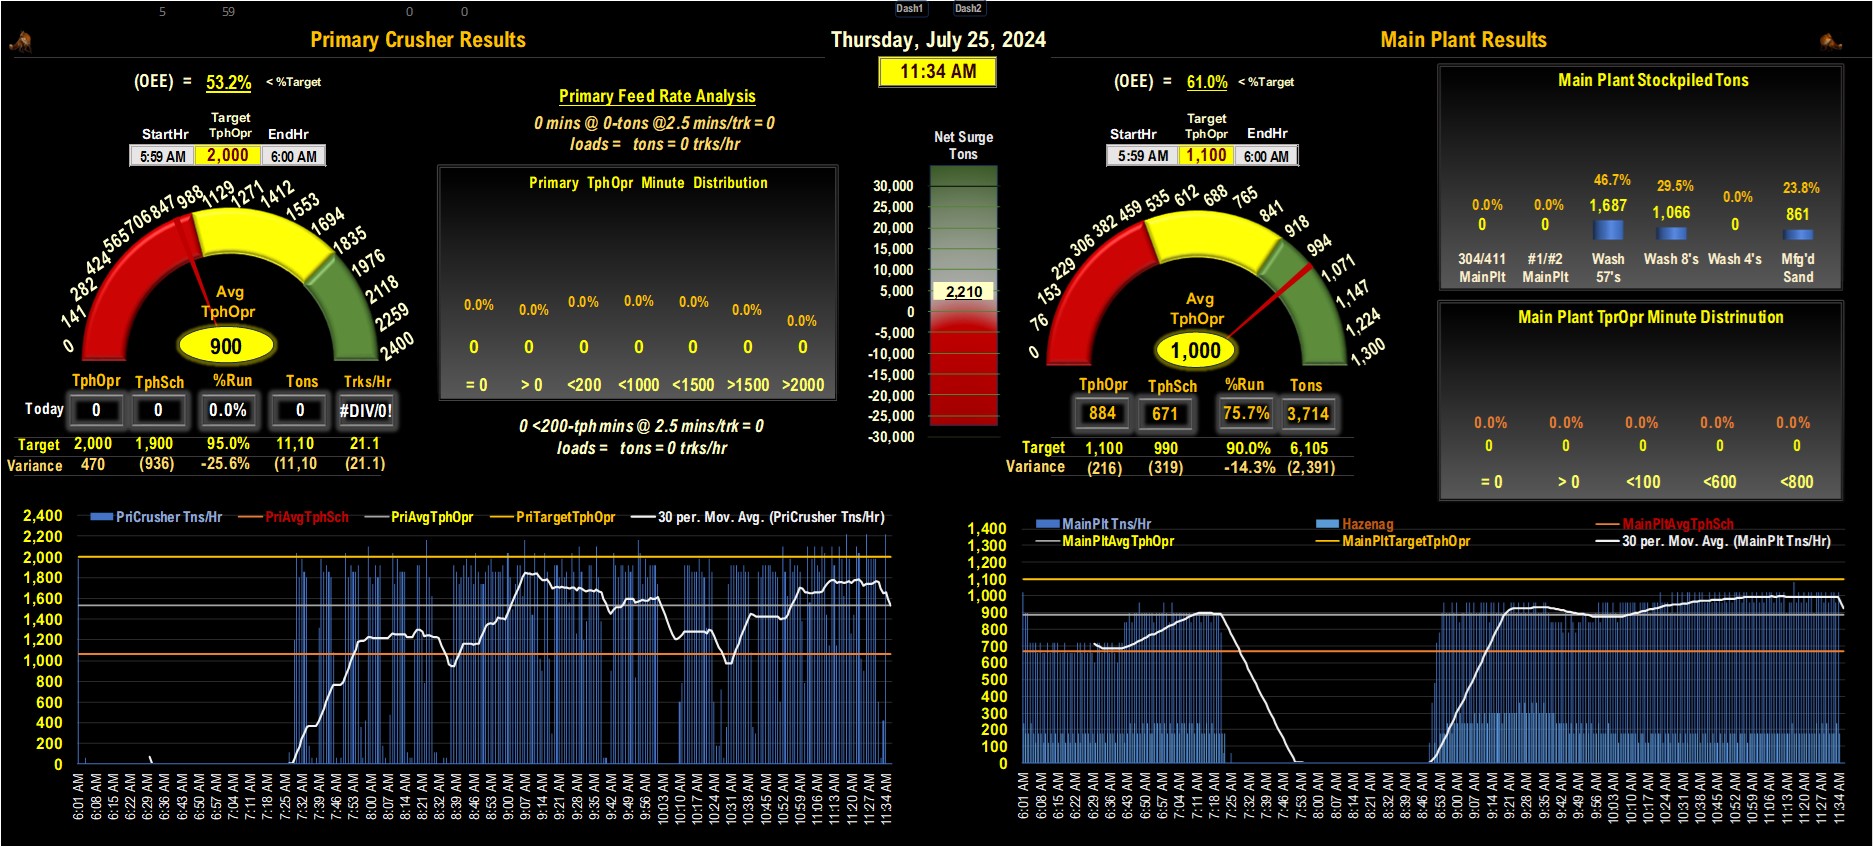 5 59 0 0 Dash1 Dash2
Primary Crusher Results
Thursday, July 25, 2024
Main Plant Results
11:34 AM
(OEE) = 53.2% < %Target
Target
StartHr TphOpr EndHr
5:59 AM 2,000 6:00 AM
0 141 282 424 565 706 847 988 1129 1271 1412 1553 1694 1835 1976 2118 2259 2400
Avg
TphOpr
900
TphOpr TphSch %Run Tons Trks/Hr
Today 0 0 0.0% 0 #DIV/0!
Target 2,000 1,900 95.0% 11,10 21.1
Variance 470 (936) -25.6% (11,10 (21.1)
Primary Feed Rate Analysis
0 mins @ 0-tons @2.5 mins/trk = 0
loads = tons = 0 trks/hr
Primary TphOpr Minute Distribution
0.0% 0.0% 0.0% 0.0% 0.0% 0.0% 0.0%
0 0 0 0 0 0 0
= 0 > 0 <200 <1000 <1500 >1500 >2000
0 <200-tph mins @ 2.5 mins/trk = 0
loads = tons = 0 trks/hr
Net Surge
Tons
30,000
25,000
20,000
15,000
10,000
5,000
2,210
0
-5,000
-10,000
-15,000
-20,000
-25,000
-30,000
(OEE) = 61.0% < %Target
Target
StartHr TphOpr EndHr
5:59 AM 1,100 6:00 AM
0 76 153 229 306 382 459 535 612 688 765 841 918 994 1,071 1,147 1,224 1,300
Avg
TphOpr
1,000
TphOpr TphSch %Run Tons
884 671 75.7% 3,714
Target 1,100 990 90.0% 6,105
Variance (216) (319) -14.3% (2,391)
Main Plant Stockpiled Tons
0.0% 0.0% 46.7% 29.5% 0.0% 23.8%
0 0 1,687 1,066 0 861
304/411 #1/#2 Wash Wash 8's Wash 4's Mfg'd
MainPlt MainPlt 57's Sand
Main Plant TprOpr Minute Distrinution
0.0% 0.0% 0.0% 0.0% 0.0%
0 0 0 0 0
= 0 > 0 <100 <600 <800
PriCrusher Tns/Hr PriAvgTphSch PriAvgTphOpr PriTargetTphOpr 30 per. Mov. Avg. (PriCrusher Tns/Hr)
2,400
2,200
2,000
1,800
1,600
1,400
1,200
1,000
800
600
400
200
0
6:01 AM 6:08 AM 6:15 AM 6:22 AM 6:29 AM 6:36 AM 6:43 AM 6:50 AM 6:57 AM 7:04 AM 7:11 AM 7:18 AM 7:25 AM 7:32 AM 7:39 AM 7:46 AM 7:53 AM 8:00 AM 8:07 AM 8:14 AM 8:21 AM 8:32 AM 8:39 AM 8:46 AM 8:53 AM 9:00 AM 9:07 AM 9:14 AM 9:21 AM 9:28 AM 9:35 AM 9:42 AM 9:49 AM 9:56 AM 10:03 AM 10:10 AM 10:17 AM 10:24 AM 10:31 AM 10:38 AM 10:45 AM 10:52 AM 10:59 AM 11:06 AM 11:13 AM 11:20 AM 11:27 AM 11:34 AM
MainPlt Tns/Hr Hazenag MainPltAvgTphSch
MainPltAvgTphOpr MainPltTargetTphOpr 30 per. Mov. Avg. (MainPlt Tns/Hr)
1,400
1,300
1,200
1,100
1,000
900
800
700
600
500
400
300
200
100
0
6:01 AM 6:08 AM 6:15 AM 6:22 AM 6:29 AM 6:36 AM 6:43 AM 6:50 AM 6:57 AM 7:04 AM 7:11 AM 7:18 AM 7:25 AM 7:32 AM 7:39 AM 7:46 AM 7:53 AM 8:00 AM 8:07 AM 8:14 AM 8:21 AM 8:32 AM 8:39 AM 8:46 AM 8:53 AM 9:00 AM 9:07 AM 9:14 AM 9:21 AM 9:28 AM 9:35 AM 9:42 AM 9:49 AM 9:56 AM 10:03 AM 10:10 AM 10:17 AM 10:24 AM 10:31 AM 10:38 AM 10:45 AM 10:52 AM 10:59 AM 11:06 AM 11:13 AM 11:20 AM 11:27 AM 11:34 AM